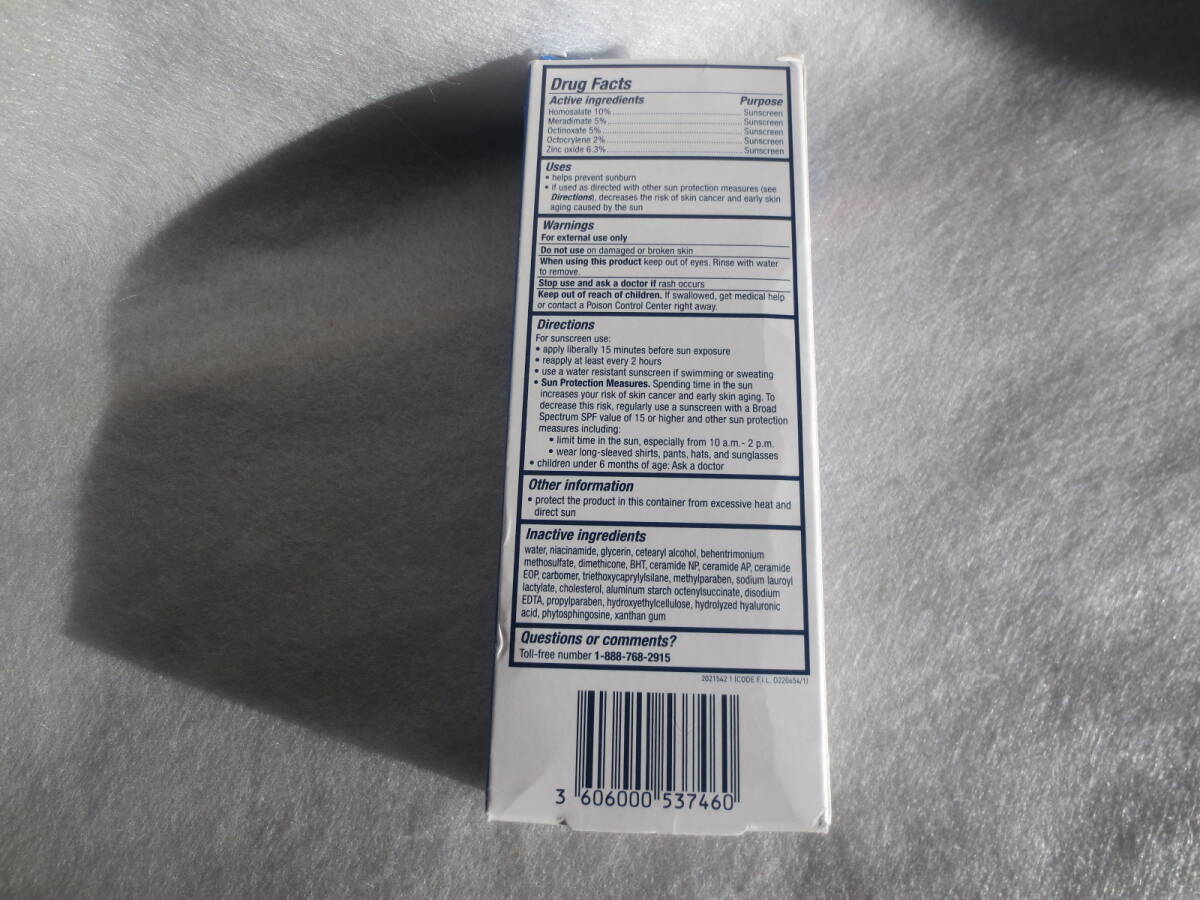 Drug Facts
Active ingredients Purpose
Homosalate 10% ........ Sunscreen
Meradimate 5% ........ Sunscreen
Octinoxate 5% ........ Sunscreen
Octocrylene 2% ........ Sunscreen
Zinc oxide 6.3% ........ Sunscreen
Uses
• helps prevent sunburn
• if used as directed with other sun protection measures (see
Directions), decreases the risk of skin cancer and early skin
aging caused by the sun
Warnings
For external use only
Do not use on damaged or broken skin
When using this product keep out of eyes. Rinse with water
to remove.
Stop use and ask a doctor if rash occurs
Keep out of reach of children. If swallowed, get medical help
or contact a Poison Control Center right away.
Directions
For sunscreen use:
• apply liberally 15 minutes before sun exposure
• reapply at least every 2 hours
• use a water resistant sunscreen if swimming or sweating
• Sun Protection Measures. Spending time in the sun
increases your risk of skin cancer and early skin aging. To
decrease this risk, regularly use a sunscreen with a Broad
Spectrum SPF value of 15 or higher and other sun protection
measures including:
• limit time in the sun, especially from 10 a.m.- 2 p.m.
• wear long-sleeved shirts, pants, hats, and sunglasses
• children under 6 months of age: Ask a doctor
Other information
• protect the product in this container from excessive heat and
direct sun
Inactive ingredients
water, niacinamide, glycerin, cetearyl alcohol, behentrimonium
methosulfate, dimethicone, BHT, ceramide NP, ceramide AP, ceramide
EOP, carbomer, triethoxycaprylylsilane, methylparaben, sodium lauroyl
lactylate, cholesterol, aluminum starch octenylsuccinate, disodium
EDTA, propylparaben, hydroxyethylcellulose, hydrolyzed hyaluronic
acid, phytosphingosine, xanthan gum
Questions or comments?
Toll-free number 1-888-768-2915
2021542 1 (CODE F.I.L. D220654/1)
3 606000 537460